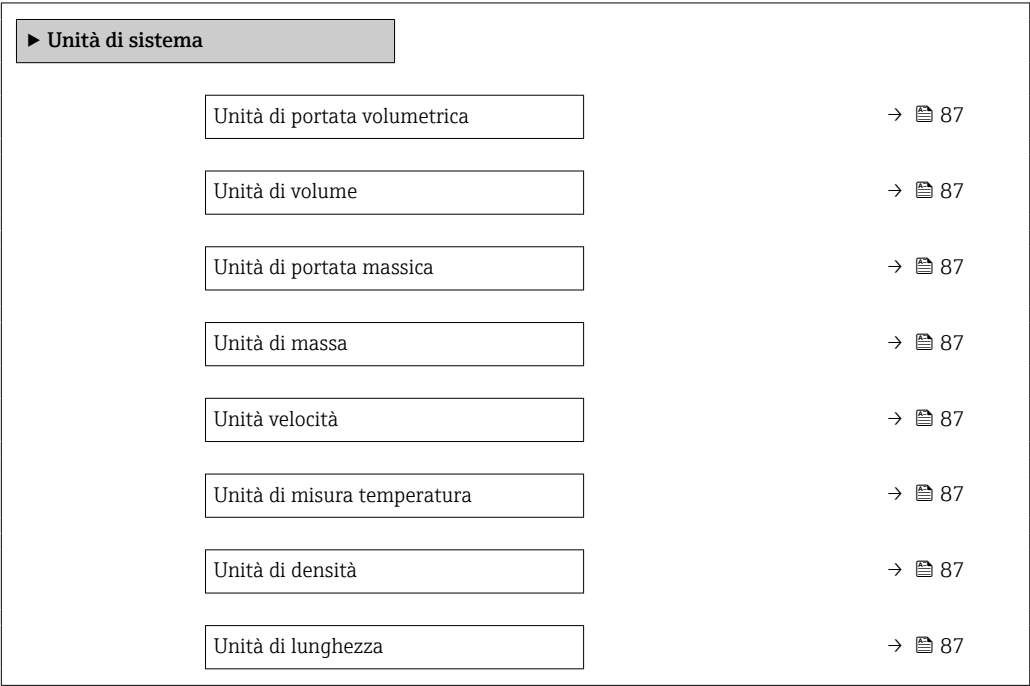 ▶ Unità di sistema
Unità di portata volumetrica → 87
Unità di volume → 87
Unità di portata massica → 87
Unità di massa → 87
Unità velocità → 87
Unità di misura temperatura → 87
Unità di densità → 87
Unità di lunghezza → 87